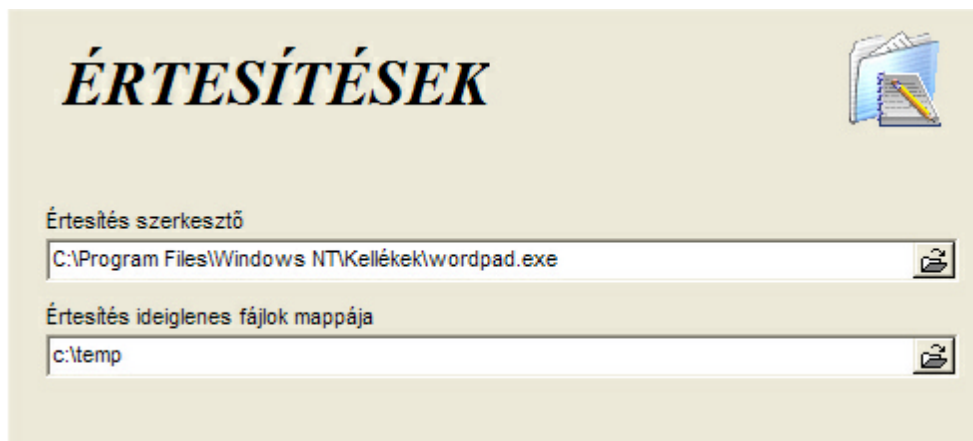 ÉRTESÍTÉSEK
Értesítés szerkesztő
C:\Program Files\Windows NT\Kellékek\wordpad.exe
Értesítés ideiglenes fájlok mappája
c:\temp